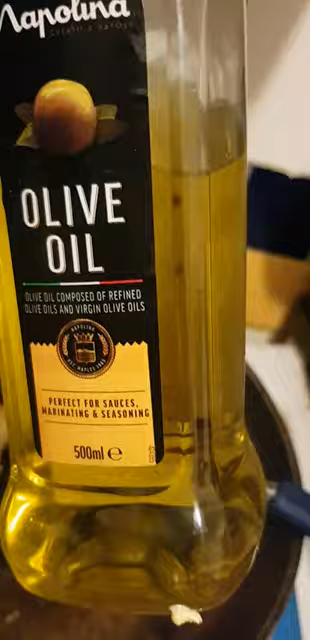 Napolina
OLIVE
OIL
OLIVE OIL COMPOSED OF REFINED
OLIVE OILS AND VIRGIN OLIVE OILS
NAPOLINA
PERFECT FOR SAUCES,
MARINATING & SEASONING
500ml e